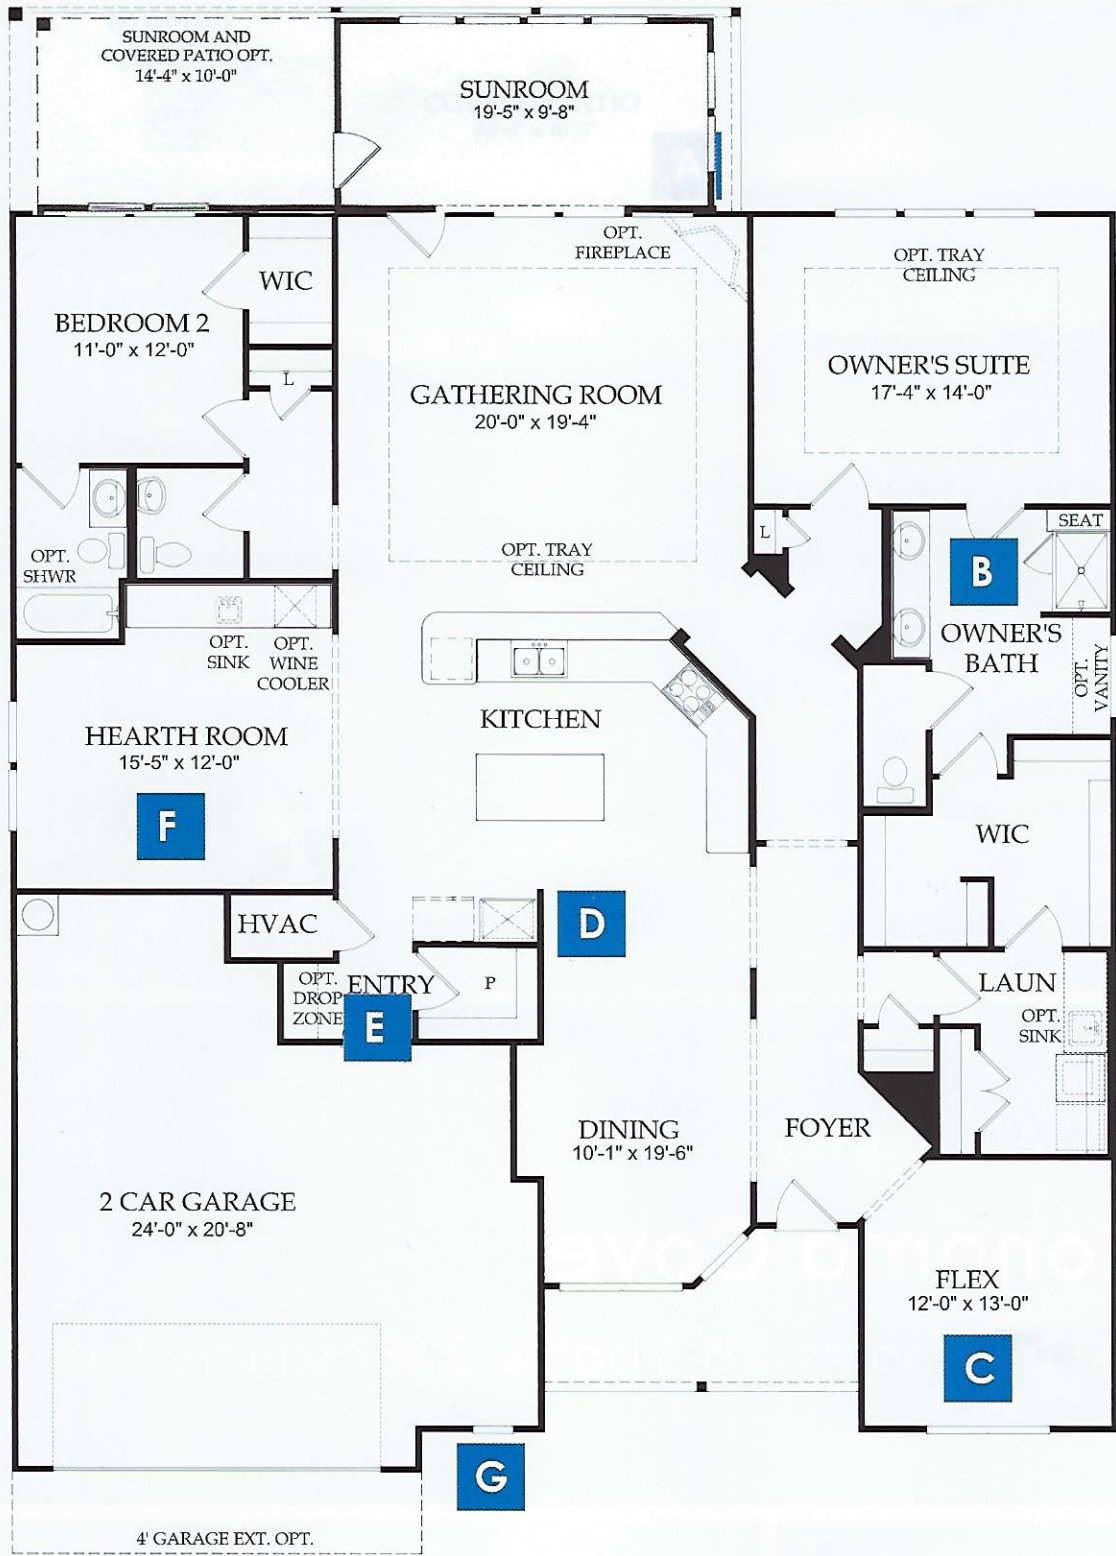 SUNROOM AND
COVERED PATIO OPT.
14'-4" x 10'-0"
SUNROOM
19'-5" x 9'-8"
A
OPT.
FIREPLACE
WIC
BEDROOM 2
11'-0" x 12'-0"
L
GATHERING ROOM
20'-0" x 19'-4"
OPT. TRAY
CEILING
OPT. TRAY
CEILING
OWNER'S SUITE
17'-4" x 14'-0"
L
SEAT
B
OWNER'S
BATH
OPT.
VANITY
OPT.
SHWR
OPT.
SINK
OPT.
WINE
COOLER
HEARTH ROOM
15'-5" x 12'-0"
F
KITCHEN
WIC
D
HVAC
OPT.
DROP
ZONE
ENTRY
E
P
LAUN
OPT.
SINK
DINING
10'-1" x 19'-6"
FOYER
2 CAR GARAGE
24'-0" x 20'-8"
FLEX
12'-0" x 13'-0"
C
G
4' GARAGE EXT. OPT.